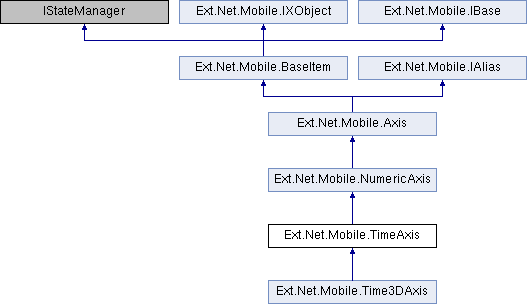 IStateManager
Ext.Net.Mobile.IXObject
Ext.Net.Mobile.IBase
Ext.Net.Mobile.BaseItem
Ext.Net.Mobile.IAlias
Ext.Net.Mobile.Axis
Ext.Net.Mobile.NumericAxis
Ext.Net.Mobile.TimeAxis
Ext.Net.Mobile.Time3DAxis